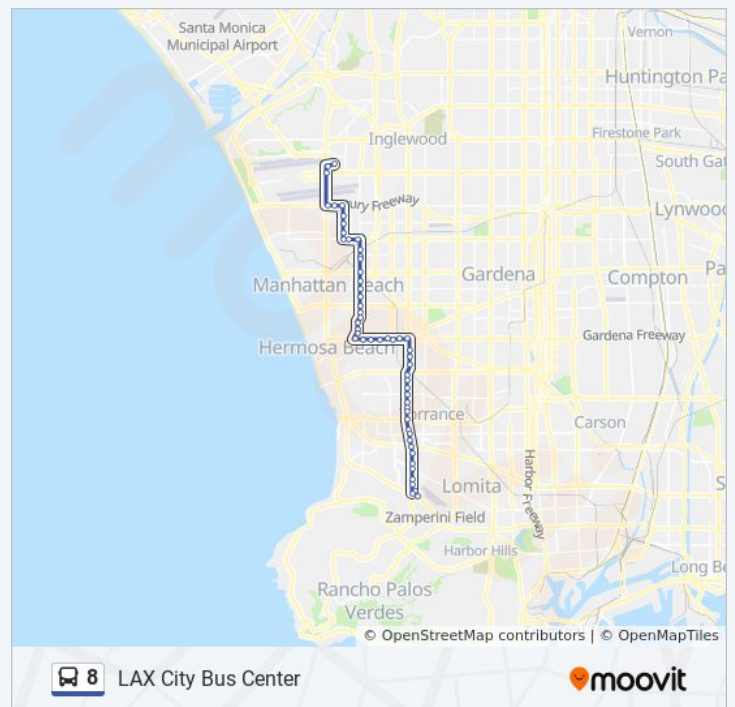 Santa Monica
Municipal Airport
Vernon
Huntington Pa
Inglewood
Firestone Park
South Gat
ury Freeway
Lynwood
Manhattan Beach
Gardena
Compton
Pa
Hermosa Beach
Gardena Freeway
Torrance
Carson
Harbor Freeway
Lomita
S
Zamperini Field
Harbor Hills
Long Be
Rancho Palos
Verdes
© OpenStreetMap contributors | © OpenMapTiles
8 LAX City Bus Center
moovit